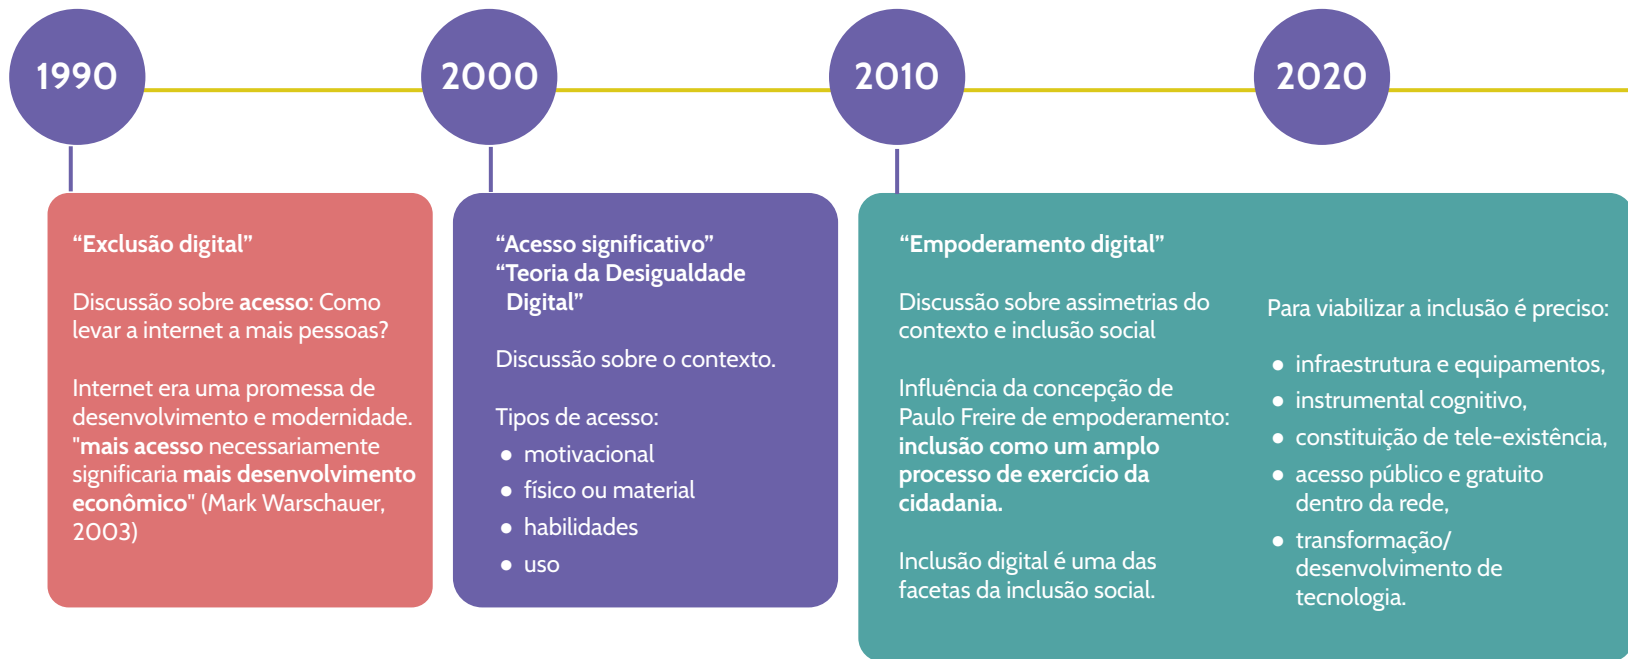 1990
2000
2010
2020
“Exclusão digital”
Discussão sobre acesso: Como
levar a internet a mais pessoas?
Internet era uma promessa de
desenvolvimento e modernidade.
"mais acesso necessariamente
significaria mais desenvolvimento
econômico" (Mark Warschauer,
2003)
“Acesso significativo”
“Teoria da Desigualdade
Digital”
Discussão sobre o contexto.
Tipos de acesso:
● motivacional
● físico ou material
● habilidades
● uso
“Empoderamento digital”
Discussão sobre assimetrias do
contexto e inclusão social
Influência da concepção de
Paulo Freire de empoderamento:
inclusão como um amplo
processo de exercício da
cidadania.
Inclusão digital é uma das
facetas da inclusão social.
Para viabilizar a inclusão é preciso:
● infraestrutura e equipamentos,
● instrumental cognitivo,
● constituição de tele-existência,
● acesso público e gratuito
dentro da rede,
● transformação/
desenvolvimento de
tecnologia.